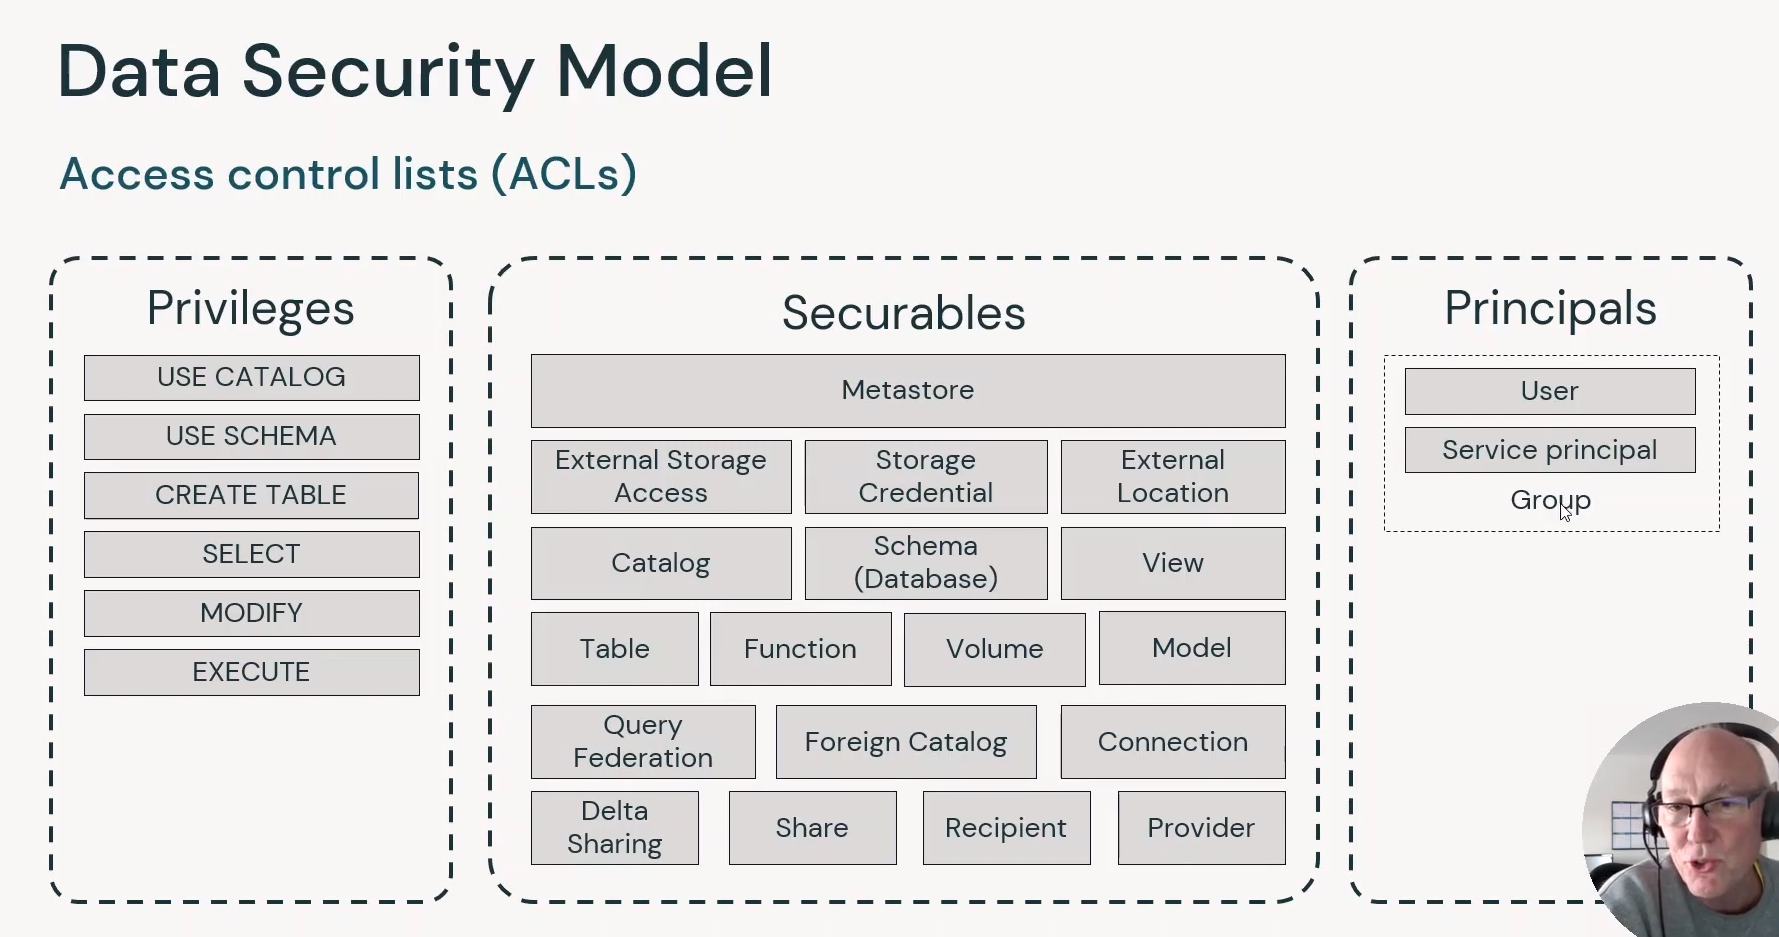 Data Security Model
Access control lists (ACLs)
Privileges
USE CATALOG
USE SCHEMA
CREATE TABLE
SELECT
MODIFY
EXECUTE
Securables
Metastore
External Storage
Access
Storage
Credential
External
Location
Catalog
Schema
(Database)
View
Table
Function
Volume
Model
Query
Federation
Foreign Catalog
Connection
Delta
Sharing
Share
Recipient
Provider
Principals
User
Service principal
Group